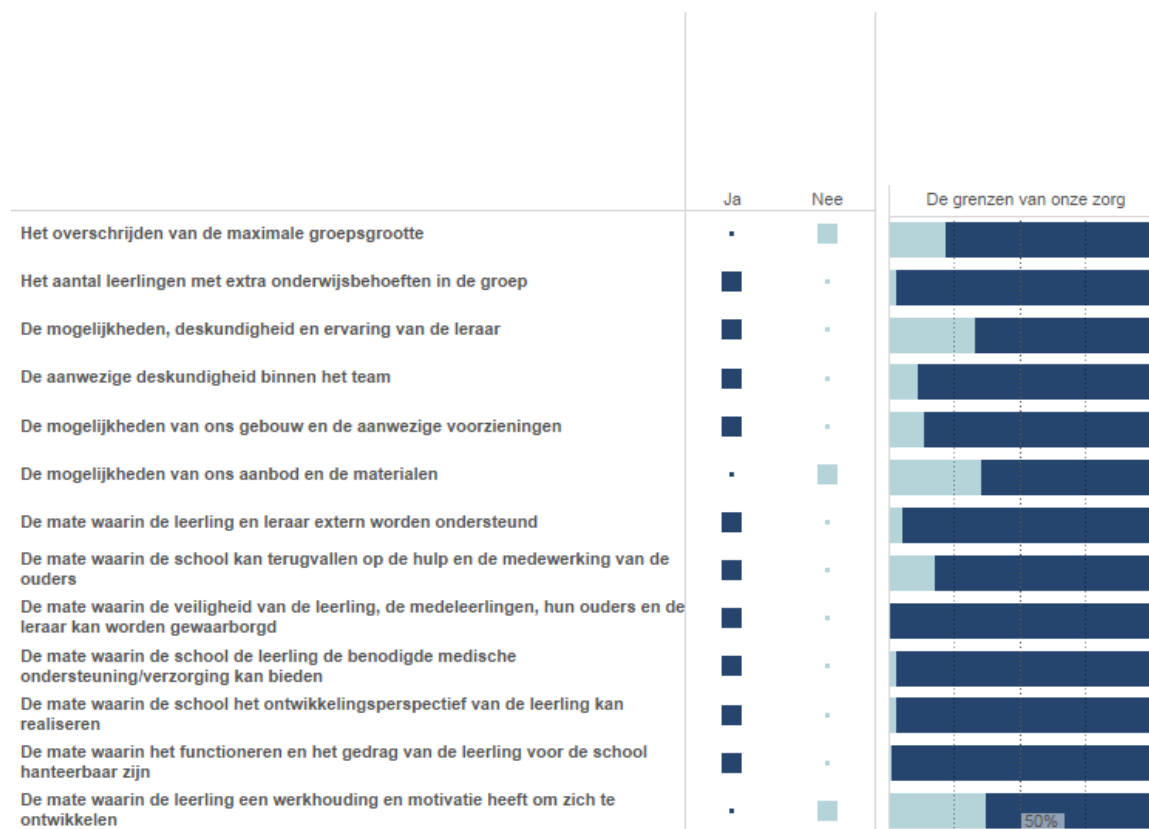 Ja Nee De grenzen van onze zorg
Het overschrijden van de maximale groepsgrootte
Het aantal leerlingen met extra onderwijsbehoeften in de groep
De mogelijkheden, deskundigheid en ervaring van de leraar
De aanwezige deskundigheid binnen het team
De mogelijkheden van ons gebouw en de aanwezige voorzieningen
De mogelijkheden van ons aanbod en de materialen
De mate waarin de leerling en leraar extern worden ondersteund
De mate waarin de school kan terugvallen op de hulp en de medewerking van de
ouders
De mate waarin de veiligheid van de leerling, de medeleerlingen, hun ouders en de
leraar kan worden gewaarborgd
De mate waarin de school de leerling de benodigde medische
ondersteuning/verzorging kan bieden
De mate waarin de school het ontwikkelingsperspectief van de leerling kan
realiseren
De mate waarin het functioneren en het gedrag van de leerling voor de school
hanteerbaar zijn
De mate waarin de leerling een werkhouding en motivatie heeft om zich te
ontwikkelen
50%